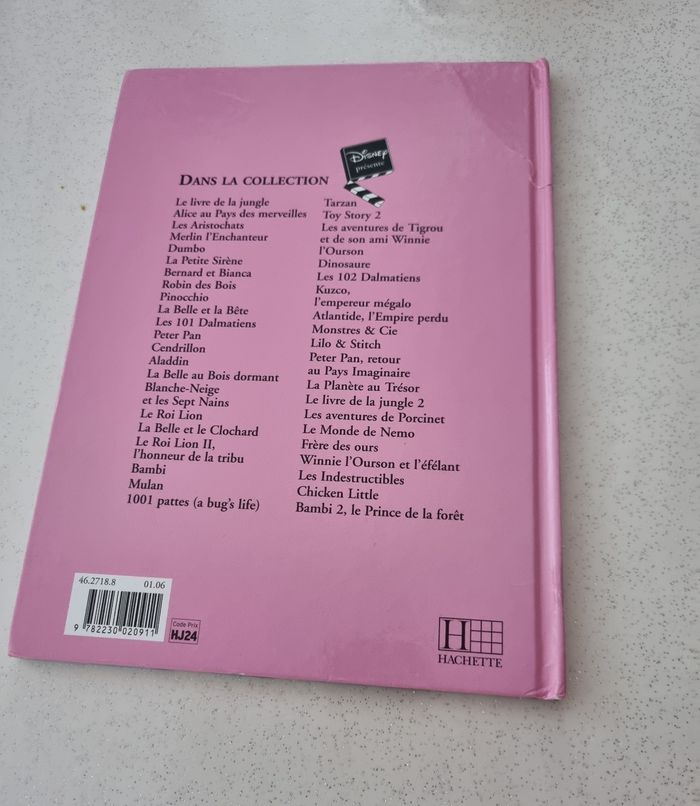 DISNEY
présente
DANS LA COLLECTION
Le livre de la jungle
Alice au Pays des merveilles
Les Aristochats
Merlin l'Enchanteur
Dumbo
La Petite Sirène
Bernard et Bianca
Robin des Bois
Pinocchio
La Belle et la Bête
Les 101 Dalmatiens
Peter Pan
Cendrillon
Aladdin
La Belle au Bois dormant
Blanche-Neige
et les Sept Nains
Le Roi Lion
La Belle et le Clochard
Le Roi Lion II,
l'honneur de la tribu
Bambi
Mulan
1001 pattes (a bug's life)
Tarzan
Toy Story 2
Les aventures de Tigrou
et de son ami Winnie
l'Ourson
Dinosaure
Les 102 Dalmatiens
Kuzco,
l'empereur mégalo
Atlantide, l'Empire perdu
Monstres & Cie
Lilo & Stitch
Peter Pan, retour
au Pays Imaginaire
La Planète au Trésor
Le livre de la jungle 2
Les aventures de Porcinet
Le Monde de Nemo
Frère des ours
Winnie l'Ourson et l'éfélant
Les Indestructibles
Chicken Little
Bambi 2, le Prince de la forêt
46.2718.8 01.06
9 782230 020911
Code Prix
HJ24
H
HACHETTE